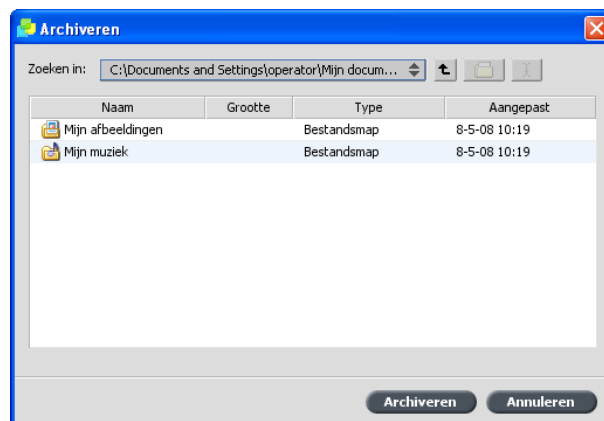 Archiveren
Zoeken in: C:\Documents and Settings\operator\Mijn docum...
Naam Grootte Type Aangepast
Mijn afbeeldingen Bestandsmap 8-5-08 10:19
Mijn muziek Bestandsmap 8-5-08 10:19
Archiveren Annuleren